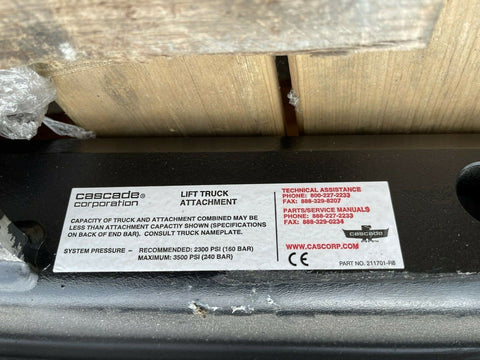 cascade®
corporation
LIFT TRUCK
ATTACHMENT
CAPACITY OF TRUCK AND ATTACHMENT COMBINED MAY BE
LESS THAN ATTACHMENT CAPACTIY SHOWN (SPECIFICATIONS
ON BACK OF END BAR). CONSULT TRUCK NAMEPLATE.
SYSTEM PRESSURE – RECOMMENDED: 2300 PSI (160 BAR)
MAXIMUM: 3500 PSI (240 BAR)
TECHNICAL ASSISTANCE
PHONE: 800-227-2233
FAX: 888-329-8207
PARTS/SERVICE MANUALS
PHONE: 888-227-2233
FAX: 888-329-0234
cascade
WWW.CASCORP.COM
CE
PART NO. 211701-R8